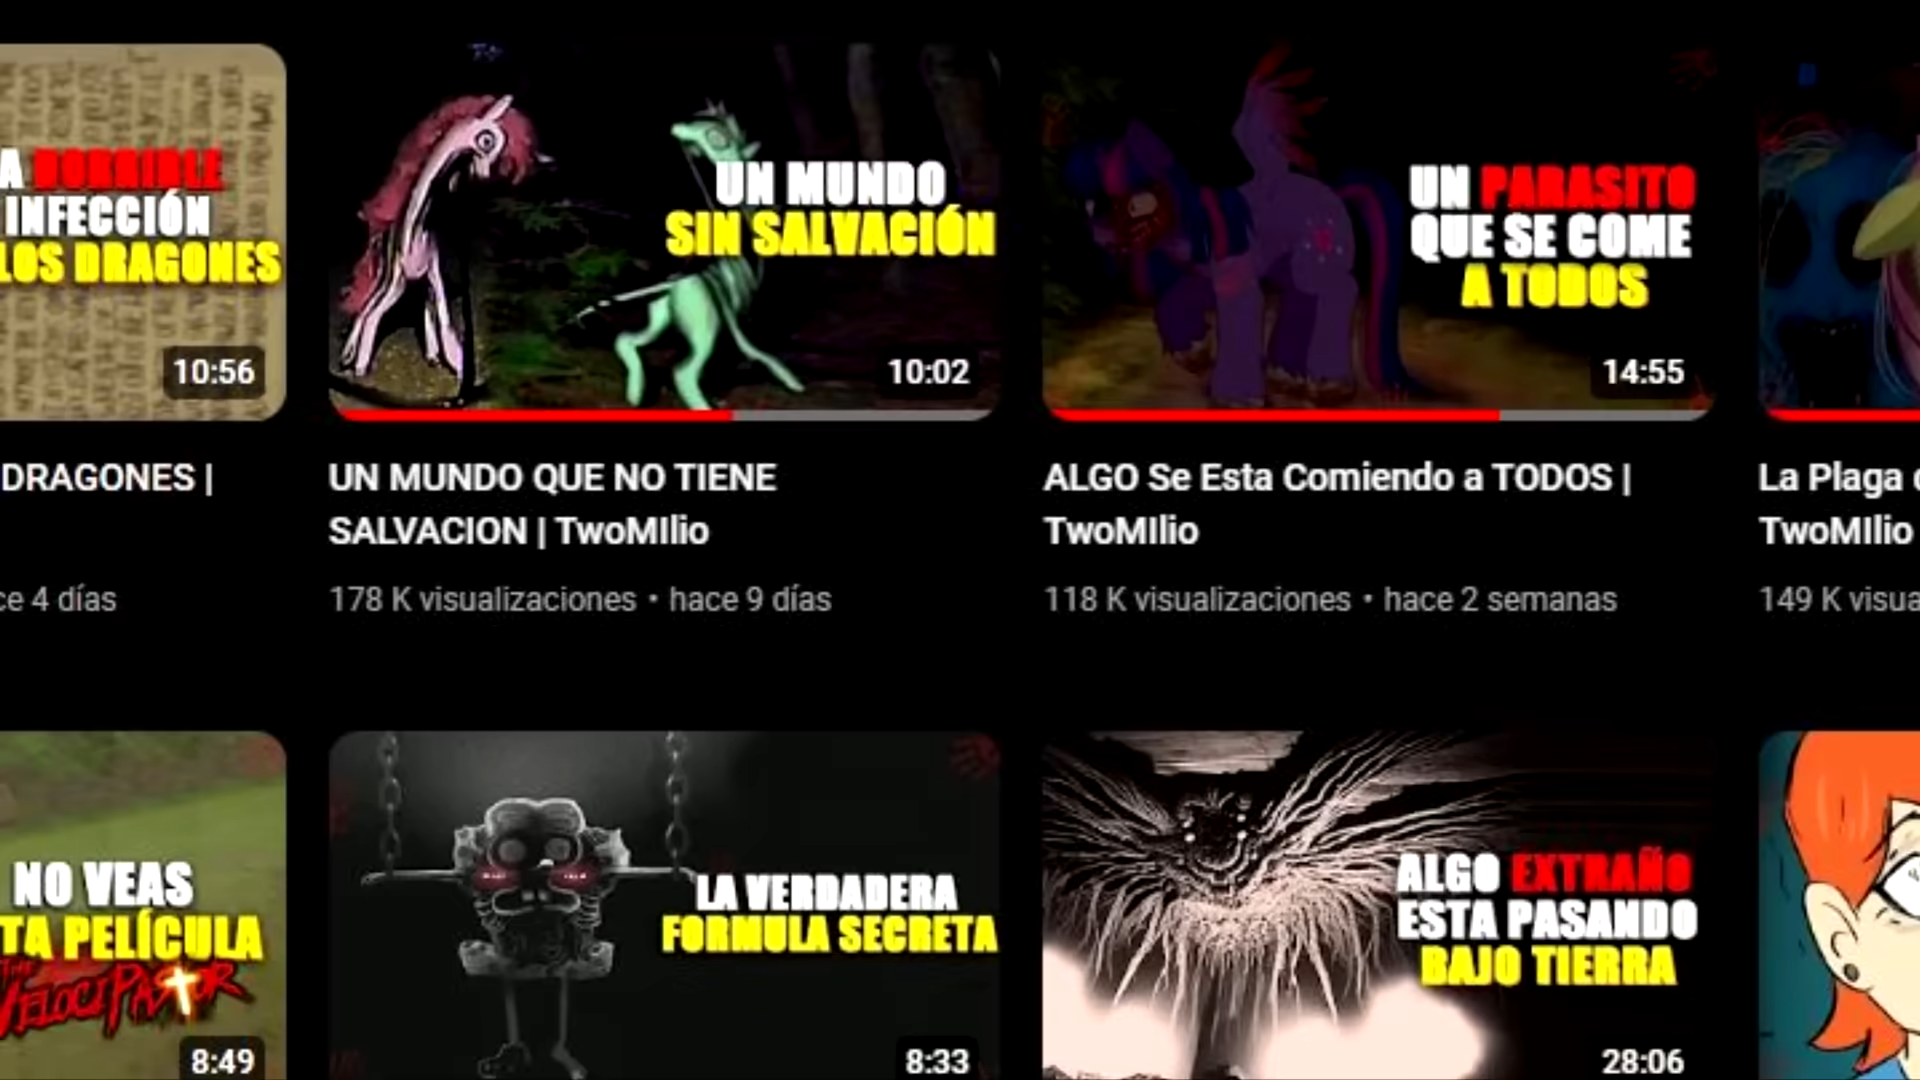 A HORRIBLE
INFECCIÓN
LOS DRAGONES
10:56
UN MUNDO
SIN SALVACIÓN
10:02
UN PARASITO
QUE SE COME
A TODOS
14:55
DRAGONES |
UN MUNDO QUE NO TIENE
SALVACION | TwoMIlio
ALGO Se Esta Comiendo a TODOS |
TwoMIlio
La Plaga
TwoMIlio
ce 4 días
178 K visualizaciones • hace 9 días
118 K visualizaciones • hace 2 semanas
149 K visua
NO VEAS
TA PELÍCULA
THE
VELOCIPASTOR
8:49
LA VERDADERA
FORMULA SECRETA
8:33
ALGO EXTRAÑO
ESTA PASANDO
BAJO TIERRA
28:06